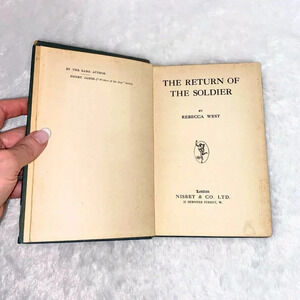 BY THE SAME AUTHOR
HENRY JAMES
THE RETURN OF
THE SOLDIER
BY
REBECCA WEST
London
NISBET & CO. LTD.
22 BERNERS STREET, W.